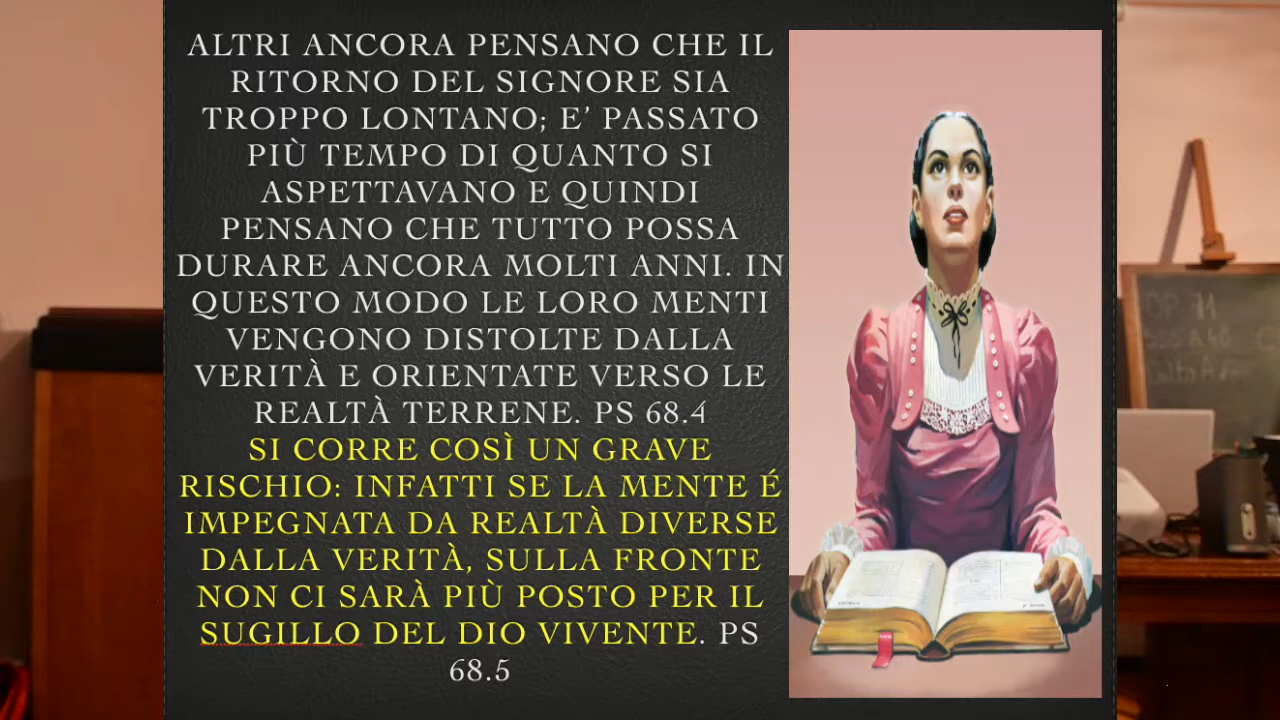 ALTRI ANCORA PENSANO CHE IL
RITORNO DEL SIGNORE SIA
TROPPO LONTANO; E’ PASSATO
PIÙ TEMPO DI QUANTO SI
ASPETTAVANO E QUINDI
PENSANO CHE TUTTO POSSA
DURARE ANCORA MOLTI ANNI. IN
QUESTO MODO LE LORO MENTI
VENGONO DISTOLTE DALLA
VERITÀ E ORIENTATE VERSO LE
REALTÀ TERRENE. PS 68.4
SI CORRE COSÌ UN GRAVE
RISCHIO: INFATTI SE LA MENTE É
IMPEGNATA DA REALTÀ DIVERSE
DALLA VERITÀ, SULLA FRONTE
NON CI SARÀ PIÙ POSTO PER IL
SUGILLO DEL DIO VIVENTE. PS
68.5